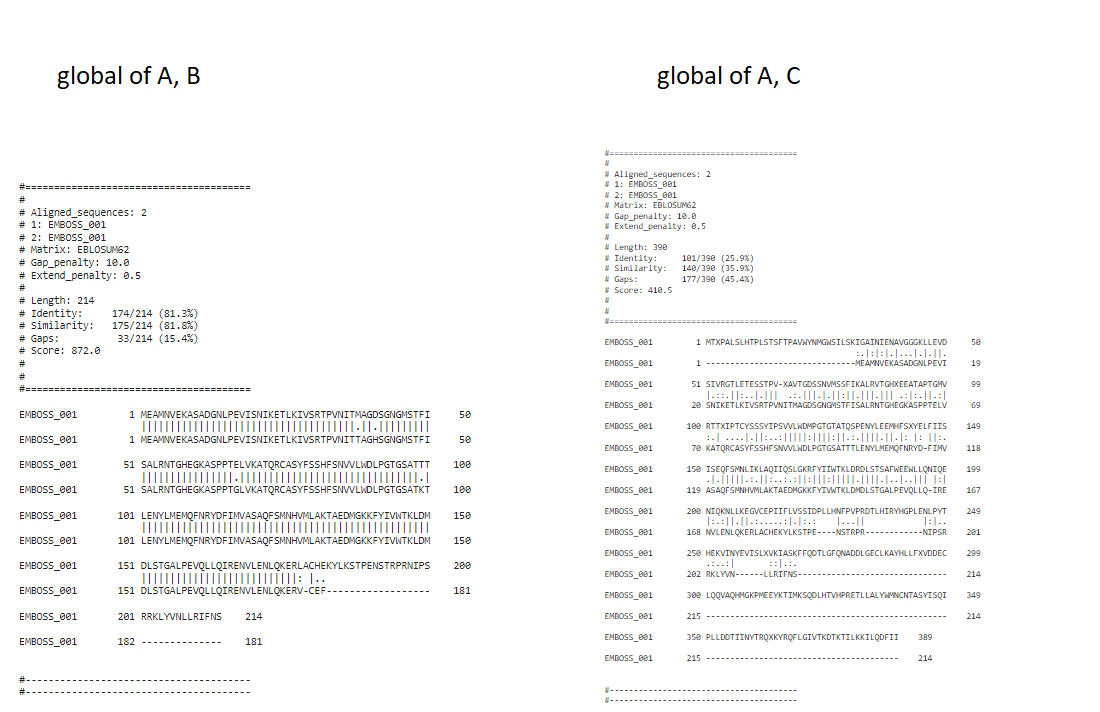 global of A, B
#=======================================
#
# Aligned_sequences: 2
# 1: EMBOSS_001
# 2: EMBOSS_001
# Matrix: EBLOSUM62
# Gap_penalty: 10.0
# Extend_penalty: 0.5
#
# Length: 214
# Identity:     174/214 (81.3%)
# Similarity:   175/214 (81.8%)
# Gaps:          33/214 (15.4%)
# Score: 872.0
#
#
#=======================================
EMBOSS_001         1 MEAMNVEKASADGNLPEVISNIKETLKIVSRTPVNITMAGDSGNGMSTFI     50
|||||||||||||||||||||||||||||||||||||.||.|||||||||
EMBOSS_001         1 MEAMNVEKASADGNLPEVISNIKETLKIVSRTPVNITTAGHSGNGMSTFI     50
EMBOSS_001        51 SALRNTGHEGKASPPTELVKATQRCASYFSSHFSNVVLWDLPGTGSATTT    100
||||||||||||||||.|||||||||||||||||||||||||||||||.|
EMBOSS_001        51 SALRNTGHEGKASPPTGLVKATQRCASYFSSHFSNVVLWDLPGTGSATKT    100
EMBOSS_001       101 LENYLMEMQFNRYDFIMVASAQFSMNHVMLAKTAEDMGKKFYIVWTKLDM    150
||||||||||||||||||||||||||||||||||||||||||||||||||
EMBOSS_001       101 LENYLMEMQFNRYDFIMVASAQFSMNHVMLAKTAEDMGKKFYIVWTKLDM    150
EMBOSS_001       151 DLSTGALPEVQLLQIRENVLENLQKERLACHEKYLKSTPENSTRPRNIPS    200
|||||||||||||||||||||||||||: |..
EMBOSS_001       151 DLSTGALPEVQLLQIRENVLENLQKERV-CEF------------------    181
EMBOSS_001       201 RRKLYVNLLRIFNS    214
EMBOSS_001       182 --------------    181
#---------------------------------------
#---------------------------------------
global of A, C
#=======================================
#
# Aligned_sequences: 2
# 1: EMBOSS_001
# 2: EMBOSS_001
# Matrix: EBLOSUM62
# Gap_penalty: 10.0
# Extend_penalty: 0.5
#
# Length: 390
# Identity:     101/390 (25.9%)
# Similarity:   140/390 (35.9%)
# Gaps:         177/390 (45.4%)
# Score: 410.5
#
#
#=======================================
EMBOSS_001         1 MTXPALSLHTPLSTSFTPAVWYNMGWSILSKIGAINIENAVGGGKLLEVD     50
:.|:|:|.|...|.|.||.
EMBOSS_001         1 -------------------------------MEAMNVEKASADGNLPEVI     19
EMBOSS_001        51 SIVRGTLETESSTPV-XAVTGDSSNVMSSFIKALRVTGHXEEATAPTGMV     99
|.::.||:..|.||| .:.|||.|.||:||.|||.||| .:|:.||.:|
EMBOSS_001        20 SNIKETLKIVSRTPVNITMAGDSGNGMSTFISALRNTGHEGKASPPTELV     69
EMBOSS_001       100 RTTXIPTCYSSSYIPSVVLWDMPGTGTATQSPENYLEEMHFSXYELFIIS    149
:.| ....|.||:..:|||||:||||:||.:.||||.||.|: |: ||:.
EMBOSS_001        70 KATQRCASYFSSHFSNVVLWDLPGTGSATTTLENYLMEMQFNRYD-FIMV    118
EMBOSS_001       150 ISEQFSMNLIKLAQIIQSLGKRFYIIWTKLDRDLSTSAFWEEWLLQNIQE    199
.|.|||||.:.||:..:.:||:|||:|||||.||||.|..|..||| |:|
EMBOSS_001       119 ASAQFSMNHVMLAKTAEDMGKKFYIVWTKLDMDLSTGALPEVQLLQ-IRE    167
EMBOSS_001       200 NIQKNLLKEGVCEPIIFLVSSIDPLLHNFPVPRDTLHIRYHGPLENLPYT    249
|:.:||.||.:.....:.|:.|:.:    |...||            |:|..
EMBOSS_001       168 NVLENLQKERLACHEKYLKSTPE----NSTRPR------------NIPSR    201
EMBOSS_001       250 HEKVINYEVISLXVKIASKFFQDTLGFQNADDLGECLKAYHLLFXVDDEC    299
.:..:|      ::|:.:.
EMBOSS_001       202 RKLYVN------LLRIFNS-------------------------------    214
EMBOSS_001       300 LQQVAQHMGKPMEEYKTIMKSQDLHTVHPRETLLALYWMNCNTASYISQI    349
EMBOSS_001       215 --------------------------------------------------    214
EMBOSS_001       350 PLLDDTIINYTRQXKYRQFLGIVTKDTKTILKKILQDFII    389
EMBOSS_001       215 ----------------------------------------    214
#---------------------------------------
#---------------------------------------